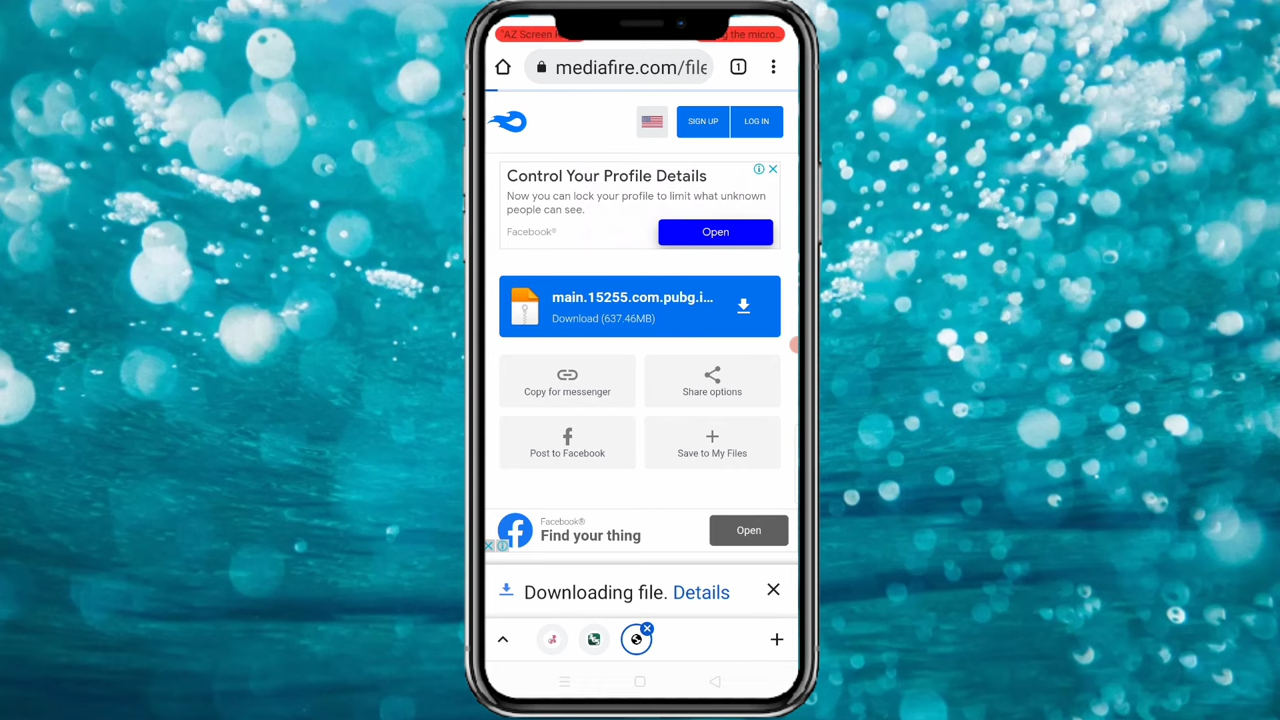 "AZ Screen
g the micro..
mediafire.com/file
1
SIGN UP
LOG IN
Control Your Profile Details
Now you can lock your profile to limit what unknown
people can see.
Facebook®
Open
main.15255.com.pubg.i...
Download (637.46MB)
Copy for messenger
Share options
Post to Facebook
Save to My Files
Facebook®
Find your thing
Open
Downloading file. Details